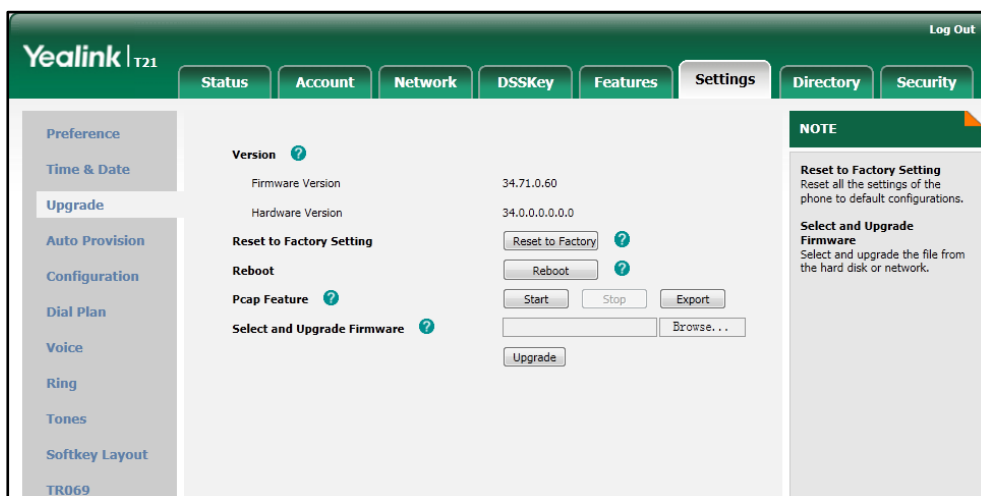 Log Out
Yealink T21
Status Account Network DSSKey Features Settings Directory Security
Preference
Time & Date
Upgrade
Auto Provision
Configuration
Dial Plan
Voice
Ring
Tones
Softkey Layout
TR069
Version ?
Firmware Version 34.71.0.60
Hardware Version 34.0.0.0.0.0.0
Reset to Factory Setting Reset to Factory ?
Reboot Reboot ?
Pcap Feature ? Start Stop Export
Select and Upgrade Firmware ? Browse...
Upgrade
NOTE
Reset to Factory Setting
Reset all the settings of the
phone to default configurations.
Select and Upgrade
Firmware
Select and upgrade the file from
the hard disk or network.